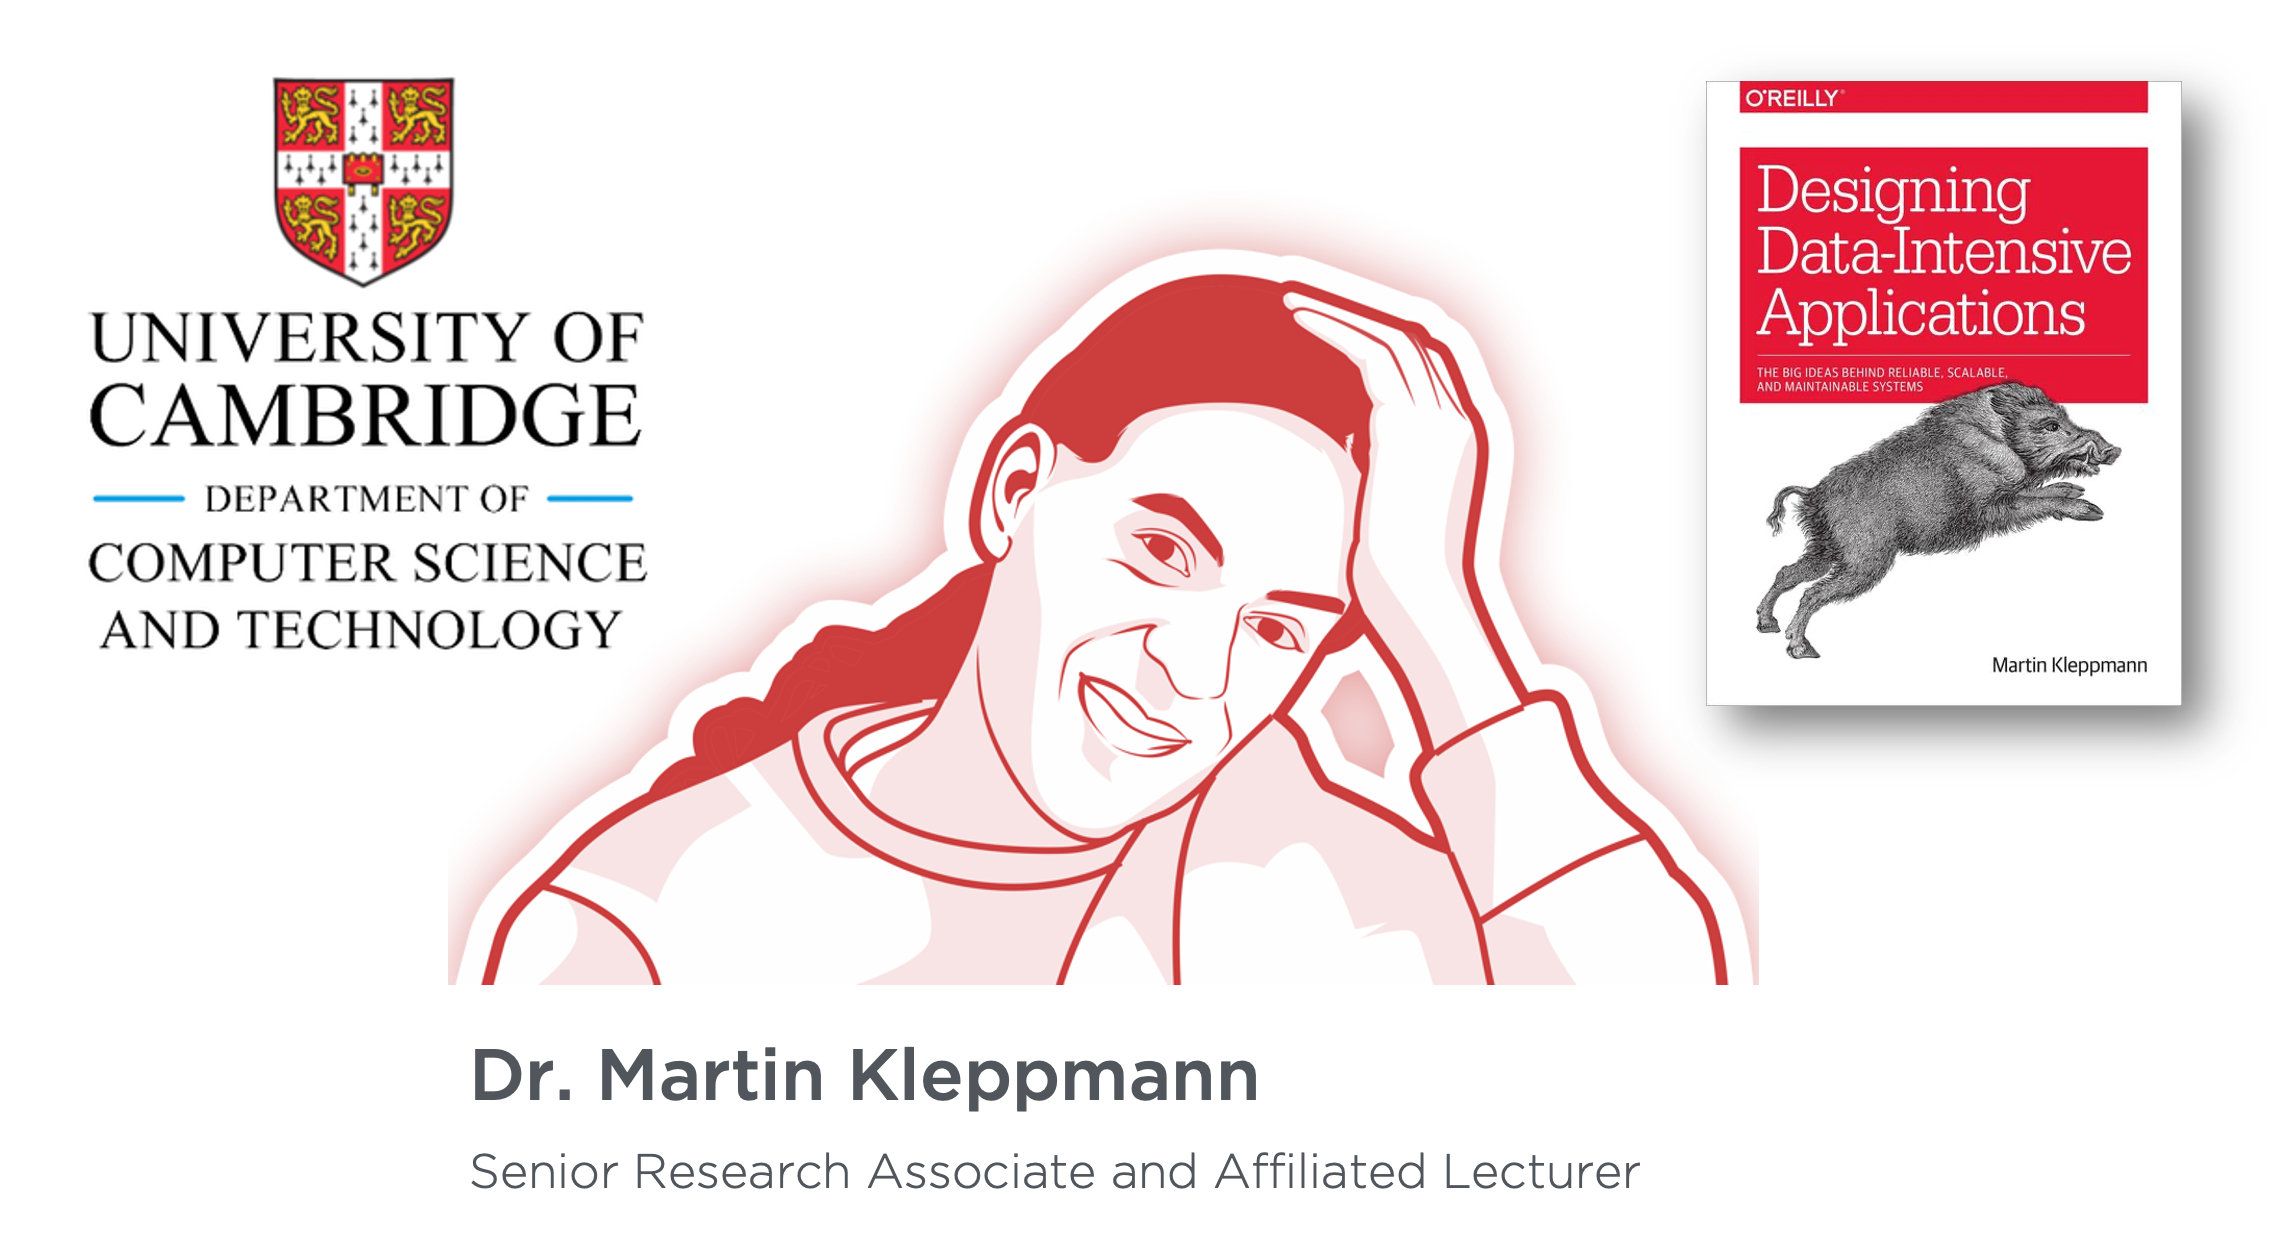 UNIVERSITY OF
CAMBRIDGE
DEPARTMENT OF
COMPUTER SCIENCE
AND TECHNOLOGY
O'REILLY®
Designing
Data-Intensive
Applications
THE BIG IDEAS BEHIND RELIABLE, SCALABLE,
AND MAINTAINABLE SYSTEMS
Martin Kleppmann
Dr. Martin Kleppmann
Senior Research Associate and Affiliated Lecturer